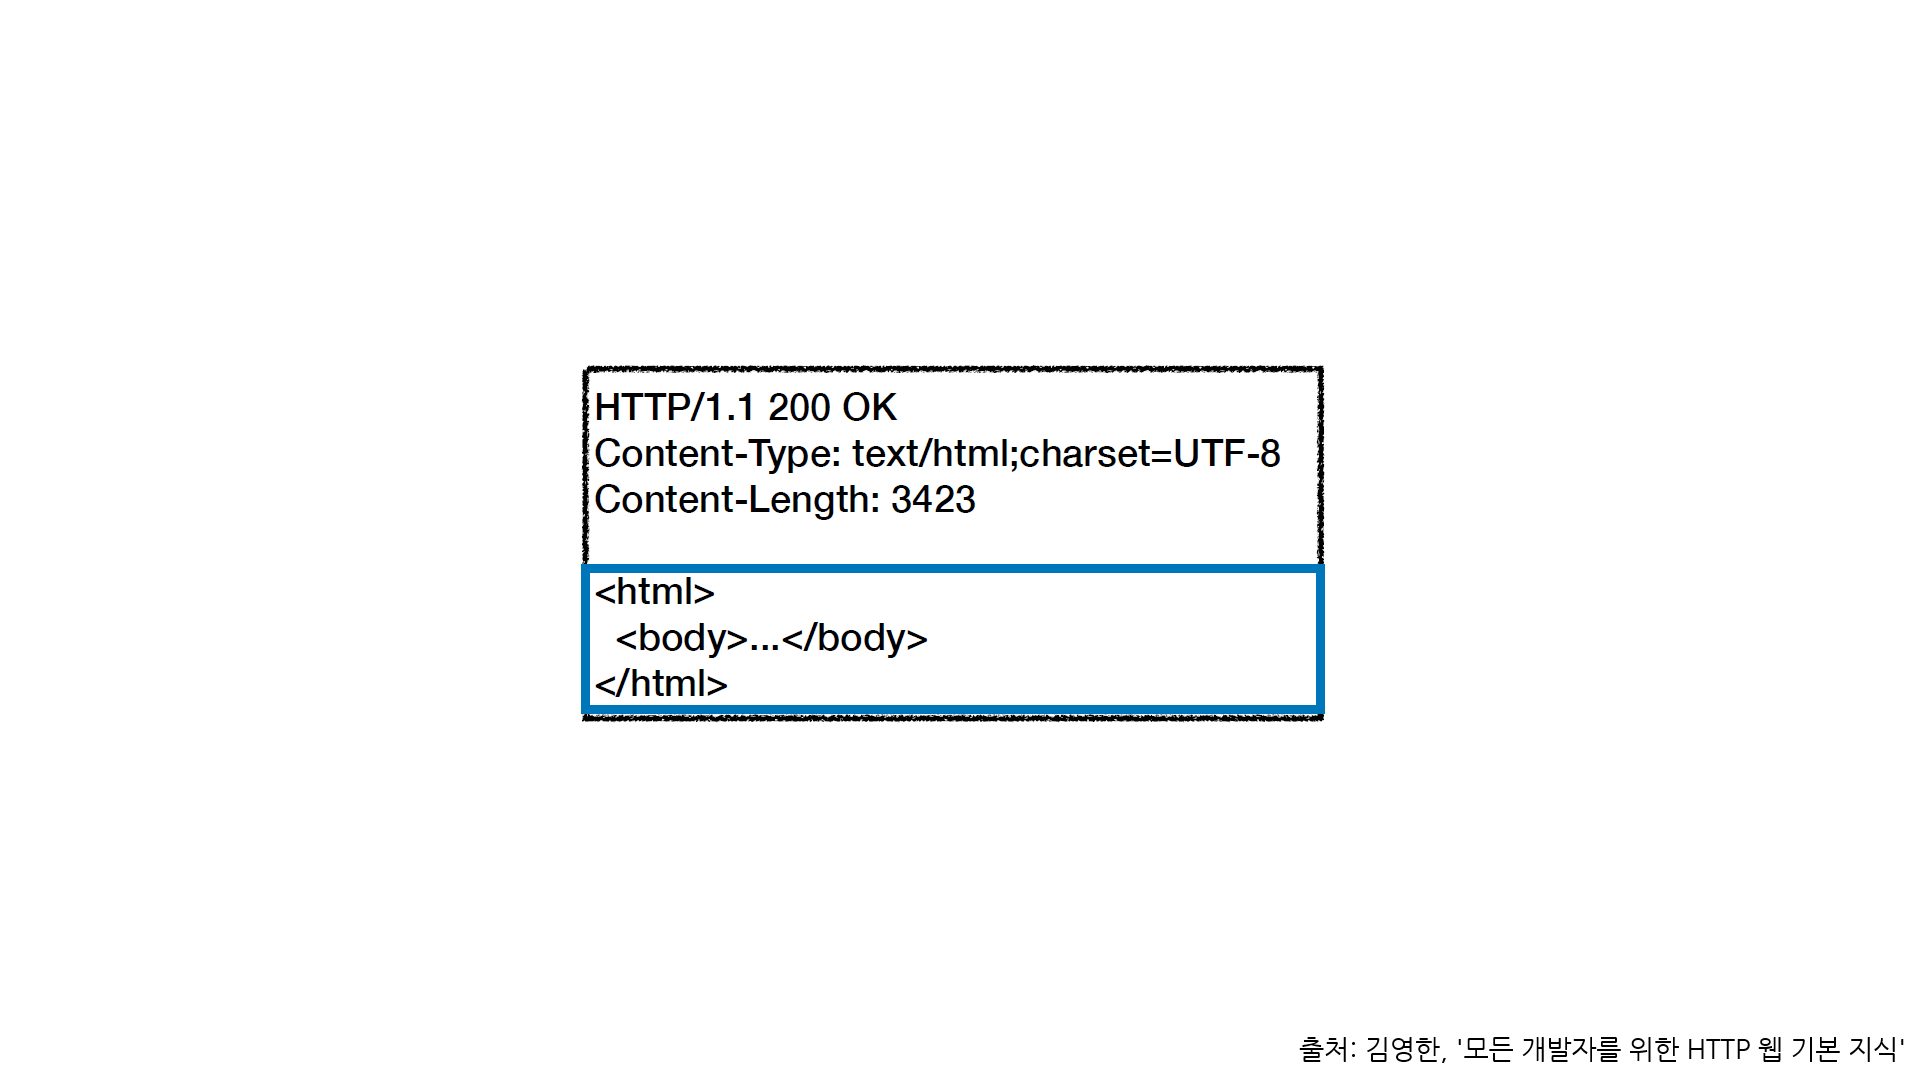 HTTP/1.1 200 OK
Content-Type: text/html;charset=UTF-8
Content-Length: 3423
<html>
  <body>...</body>
</html>
출처: 김영한, '모든 개발자를 위한 HTTP 웹 기본 지식'